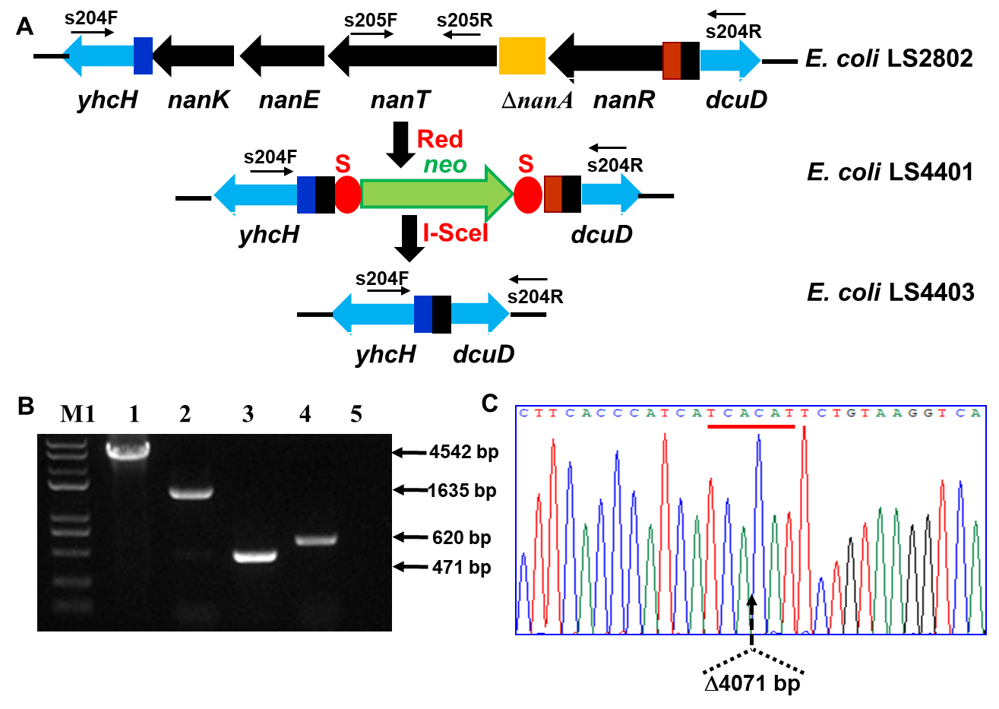 A
s204F
s205F
s205R
s204R
E. coli LS2802
yhcH
nanK
nanE
nanT
ΔnanA
nanR
dcuD
Red
s204F
S
neo
S
s204R
E. coli LS4401
yhcH
I-SceI
dcuD
s204F
s204R
E. coli LS4403
yhcH
dcuD
B
M1 1 2 3 4 5
4542 bp
1635 bp
620 bp
471 bp
C
C T T C A C C C A T C A T C A C A T T C T G T A A G G T C A
Δ4071 bp